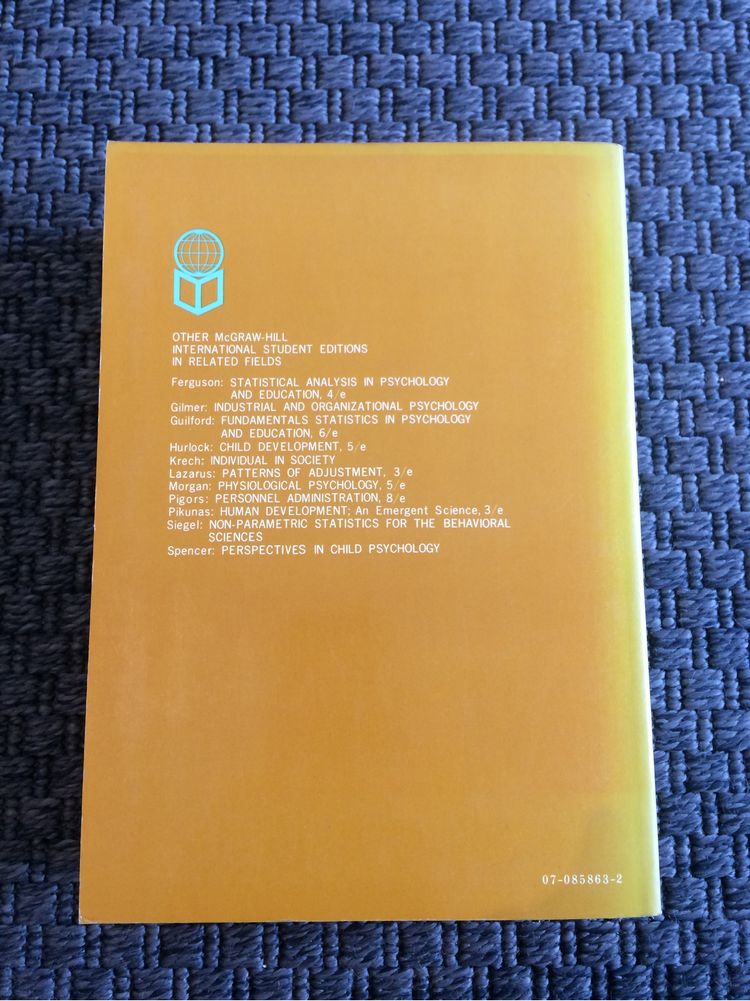 OTHER McGRAW-HILL
INTERNATIONAL STUDENT EDITIONS
IN RELATED FIELDS
Ferguson: STATISTICAL ANALYSIS IN PSYCHOLOGY
AND EDUCATION, 4/e
Gilmer: INDUSTRIAL AND ORGANIZATIONAL PSYCHOLOGY
Guilford: FUNDAMENTALS STATISTICS IN PSYCHOLOGY
AND EDUCATION, 6/e
Hurlock: CHILD DEVELOPMENT, 5/e
Krech: INDIVIDUAL IN SOCIETY
Lazarus: PATTERNS OF ADJUSTMENT, 3/e
Morgan: PHYSIOLOGICAL PSYCHOLOGY, 5/e
Pigors: PERSONNEL ADMINISTRATION, 8/e
Pikunas: HUMAN DEVELOPMENT; An Emergent Science, 3/e
Siegel: NON-PARAMETRIC STATISTICS FOR THE BEHAVIORAL
SCIENCES
Spencer: PERSPECTIVES IN CHILD PSYCHOLOGY
07-085863-2